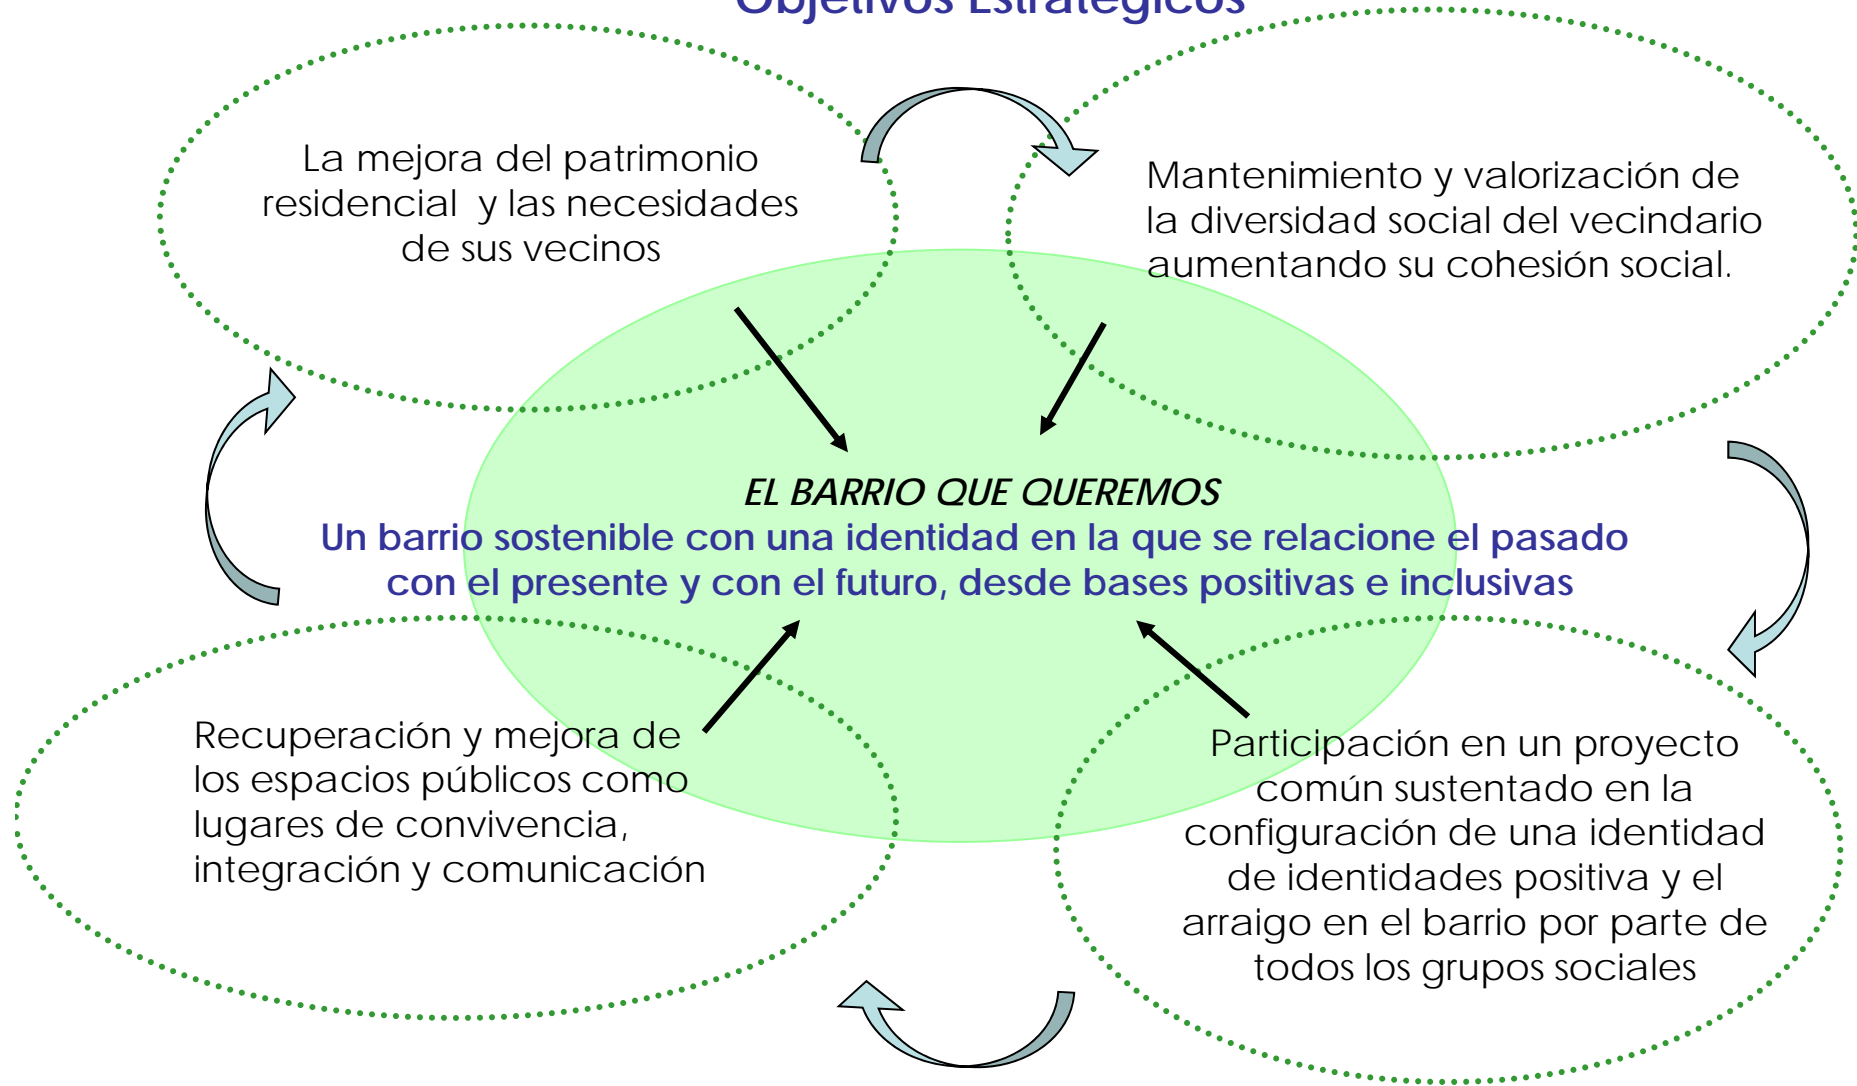 Objetivos Estratégicos
La mejora del patrimonio
residencial y las necesidades
de sus vecinos
Mantenimiento y valorización de
la diversidad social del vecindario
aumentando su cohesión social.
EL BARRIO QUE QUEREMOS
Un barrio sostenible con una identidad en la que se relacione el pasado
con el presente y con el futuro, desde bases positivas e inclusivas
Recuperación y mejora de
los espacios públicos como
lugares de convivencia,
integración y comunicación
Participación en un proyecto
común sustentado en la
configuración de una identidad
de identidades positiva y el
arraigo en el barrio por parte de
todos los grupos sociales